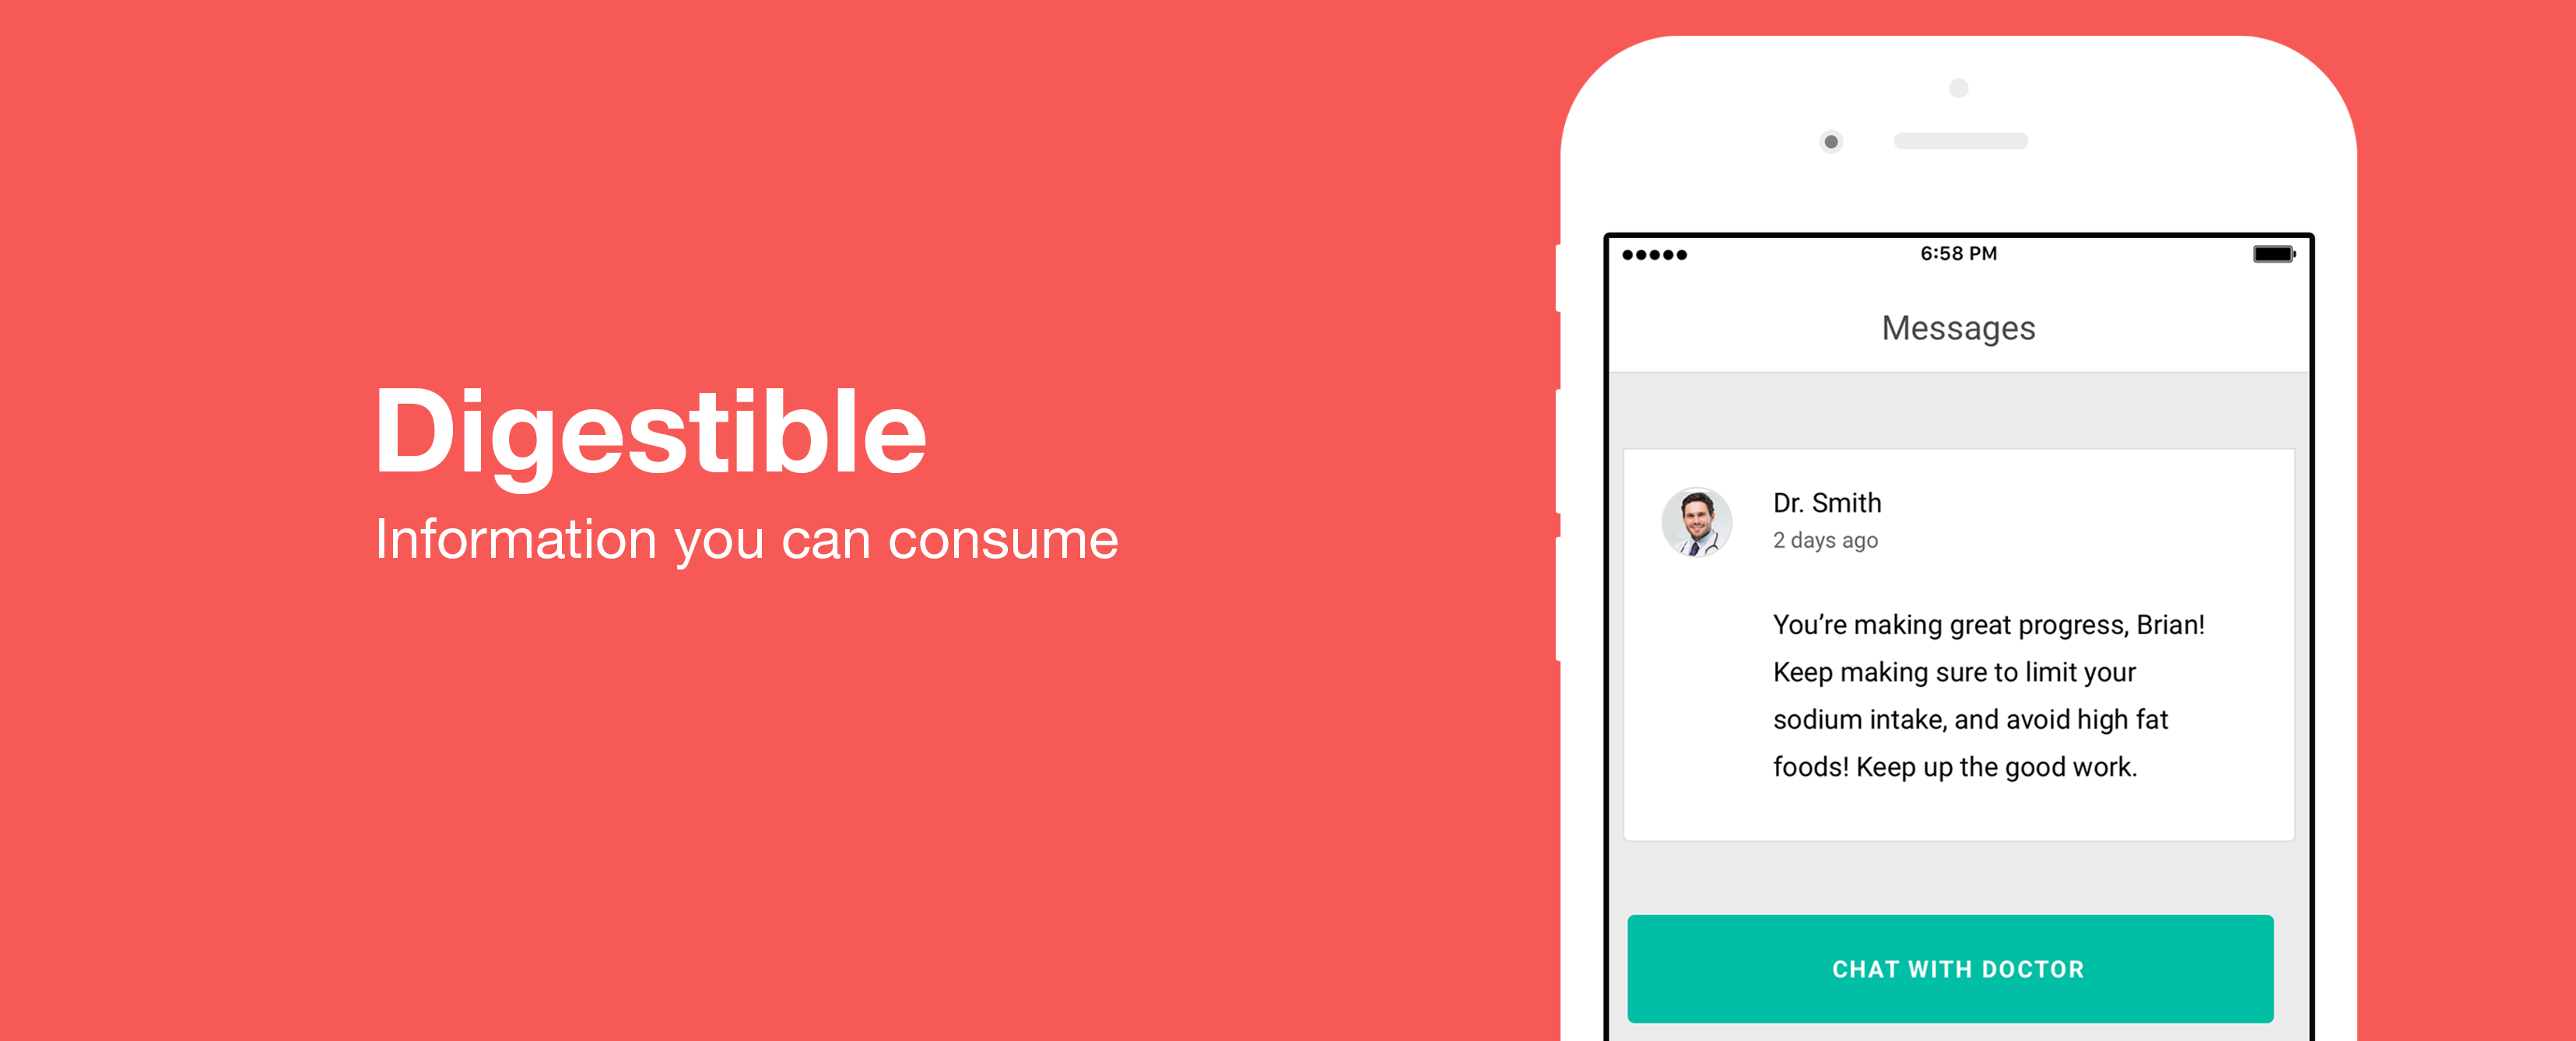 Digestible
Information you can consume
6:58 PM
Messages
Dr. Smith
2 days ago
You’re making great progress, Brian!
Keep making sure to limit your
sodium intake, and avoid high fat
foods! Keep up the good work.
CHAT WITH DOCTOR